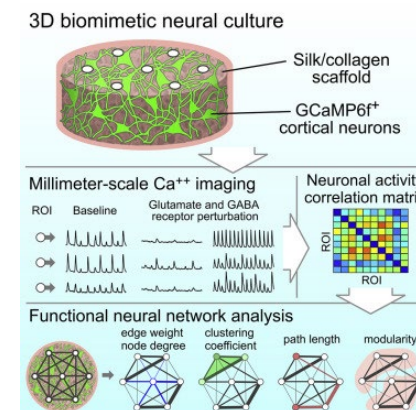 3D biomimetic neural culture
Silk/collagen
scaffold
GCaMP6f+
cortical neurons
Millimeter-scale Ca++ imaging
ROI
Baseline
Glutamate and GABA
receptor perturbation
Neuronal activity
correlation matri
ROI
ROI
Functional neural network analysis
edge weight
node degree
clustering
coefficient
path length
modularity